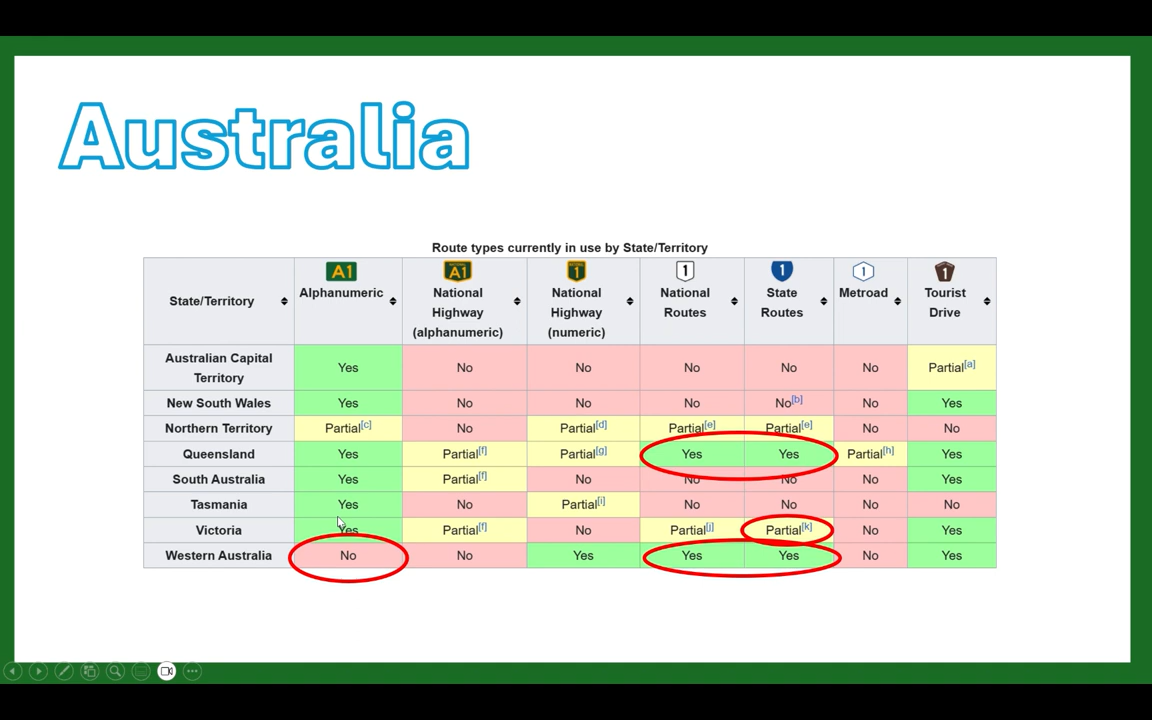 Australia
Route types currently in use by State/Territory
A1 A1 1 1 1 1 1
State/Territory Alphanumeric National Highway (alphanumeric) National Highway (numeric) National Routes State Routes Metroad Tourist Drive
Australian Capital Territory Yes No No No No No Partial[a]
New South Wales Yes No No No No[b] No Yes
Northern Territory Partial[c] No Partial[d] Partial[e] Partial[e] No No
Queensland Yes Partial[f] Partial[g] Yes Yes Partial[h] Yes
South Australia Yes Partial[f] No No No No Yes
Tasmania Yes No Partial[i] No No No No
Victoria Yes Partial[f] No Partial[j] Partial[k] No Yes
Western Australia No No Yes Yes Yes No Yes